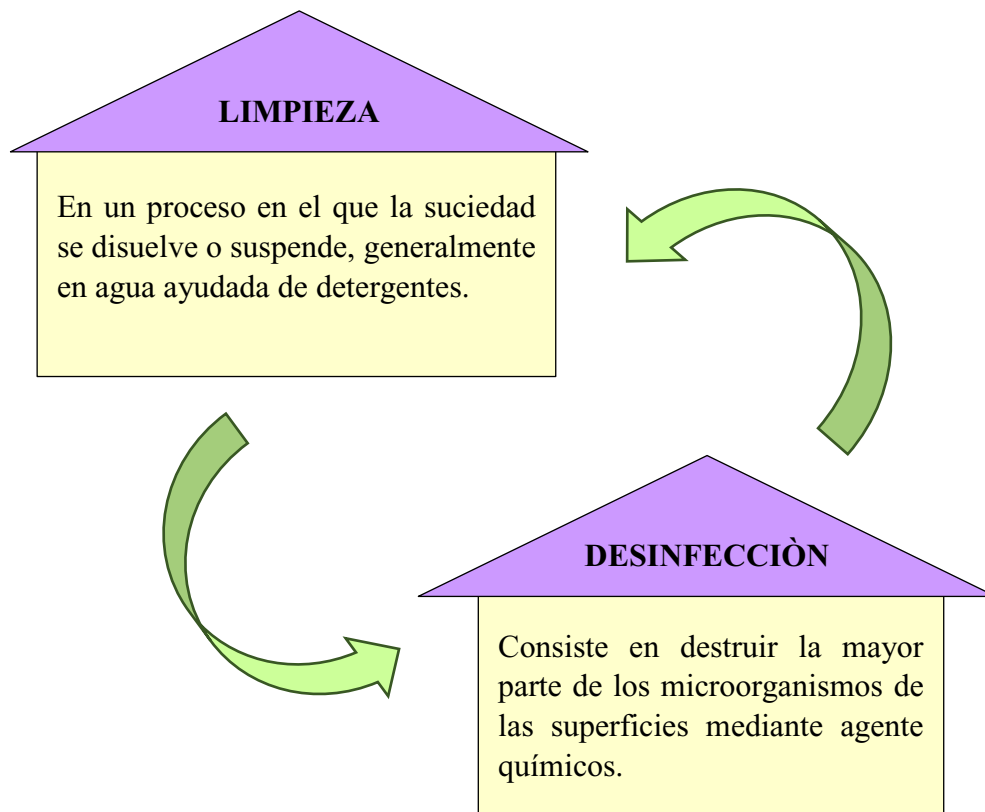 LIMPIEZA
En un proceso en el que la suciedad
se disuelve o suspende, generalmente
en agua ayudada de detergentes.
DESINFECCIÒN
Consiste en destruir la mayor
parte de los microorganismos de
las superficies mediante agente
químicos.